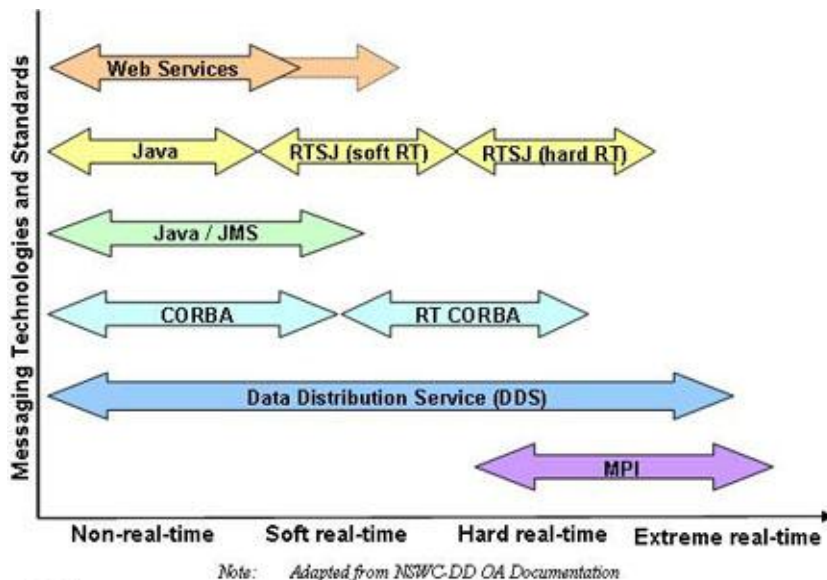 Messaging Technologies and Standards
Web Services
Java
RTSJ (soft RT)
RTSJ (hard RT)
Java / JMS
CORBA
RT CORBA
Data Distribution Service (DDS)
MPI
Non-real-time
Soft real-time
Hard real-time
Extreme real-time
Note: Adapted from NSWC-DD OA Documentation